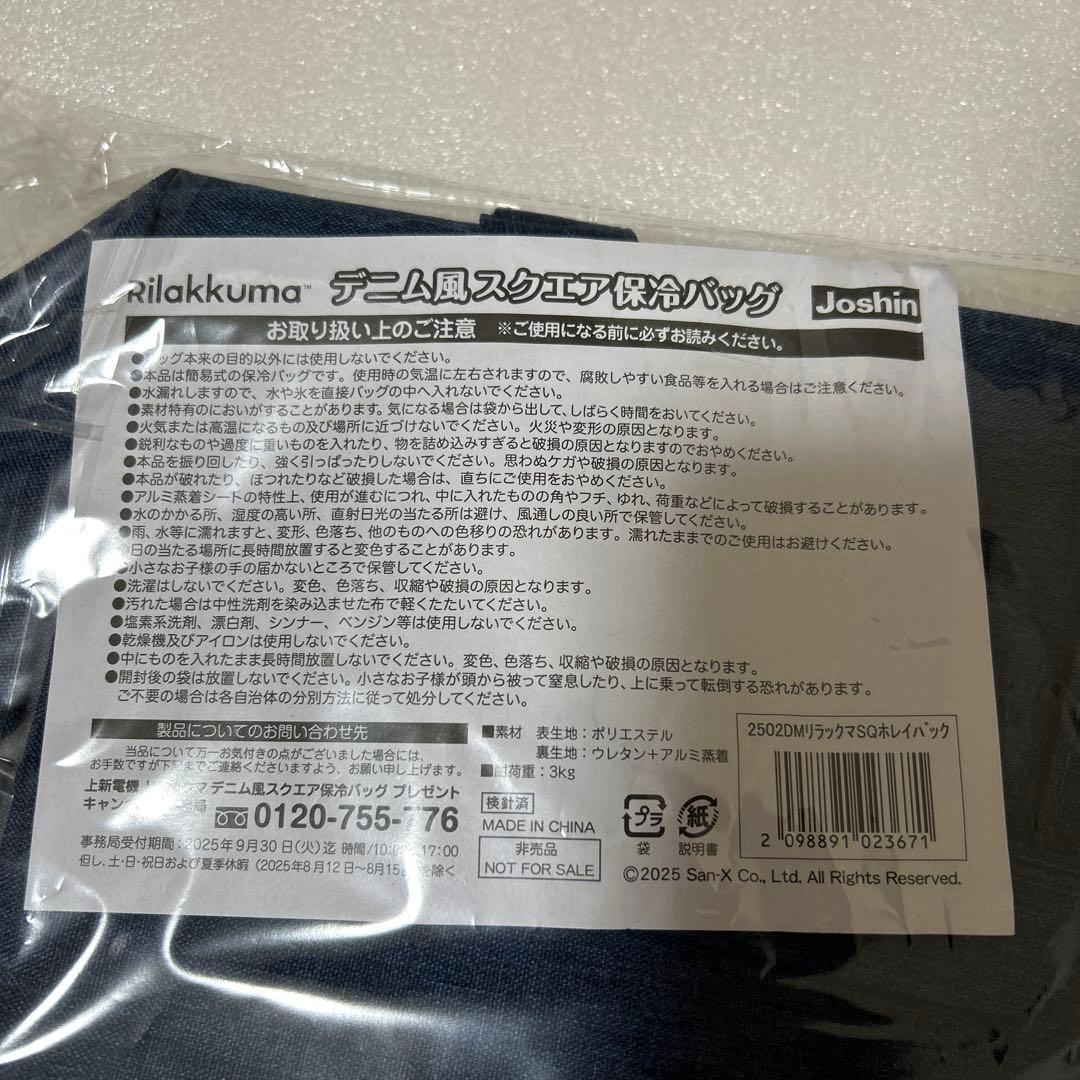 Rilakkuma™ デニム風スクエア保冷バッグ Joshin
お取り扱い上のご注意 ※ご使用になる前に必ずお読みください。
●バッグ本来の目的以外には使用しないでください。
●本品は簡易式の保冷バッグです。使用時の気温に左右されますので、腐敗しやすい食品等を入れる場合はご注意ください。
●水漏れしますので、水や氷を直接バッグの中へ入れないでください。
●素材特有のにおいがすることがあります。気になる場合は袋から出して、しばらく時間をおいてください。
●火気または高温になるもの及び場所に近づけないでください。火災や変形の原因となります。
●鋭利なものや過度に重いものを入れたり、物を詰め込みすぎると破損の原因となりますのでおやめください。
●本品を振り回したり、強く引っぱったりしないでください。思わぬケガや破損の原因となります。
●本品が破れたり、ほつれたりなど破損した場合は、直ちにご使用をおやめください。
●アルミ蒸着シートの特性上、使用が進むにつれ、中に入れたものの角やフチ、ゆれ、荷重などによって破損することがあります。
●水のかかる所、湿度の高い所、直射日光の当る所は避け、風通しの良い所で保管してください。
●雨、水等に濡れますと、変形、色落ち、他のものへの色移りの恐れがあります。濡れたままでのご使用はお避けください。
日の当たる場所に長時間放置すると変色することがあります。
●小さなお子様の手の届かないところで保管してください。
●洗濯はしないでください。変色、色落ち、収縮や破損の原因となります。
●汚れた場合は中性洗剤を染み込ませた布で軽くたたいてください。
●塩素系洗剤、漂白剤、シンナー、ベンジン等は使用しないでください。
●乾燥機及びアイロンは使用しないでください。
●中にものを入れたまま長時間放置しないでください。変色、色落ち、収縮や破損の原因となります。
●開封後の袋は放置しないでください。小さなお子様が頭から被って窒息したり、上に乗って転倒する恐れがあります。
ご不要の場合は各自治体の分別方法に従って処分してください。
製品についてのお問い合わせ先
当品について万一お気付きの点がございました場合には、
お手数ですが下記までご連絡くださいますよう、お願い申し上げます。
上新電機 リラックマ デニム風スクエア保冷バッグ プレゼント
キャンペーン事務局 0120-755-776
事務局受付期間:2025年9月30日(火)迄 時間/10:00~17:00
但し、土・日・祝日および夏季休暇(2025年8月12日~8月15日)を除く
■素材 表生地:ポリエステル
裏生地:ウレタン+アルミ蒸着
■耐荷重:3kg
検針済
MADE IN CHINA
非売品
NOT FOR SALE
プラ
袋
紙
説明書
2502DMリラックマSQホレイバック
2 098891 023671
©2025 San-X Co., Ltd. All Rights Reserved.